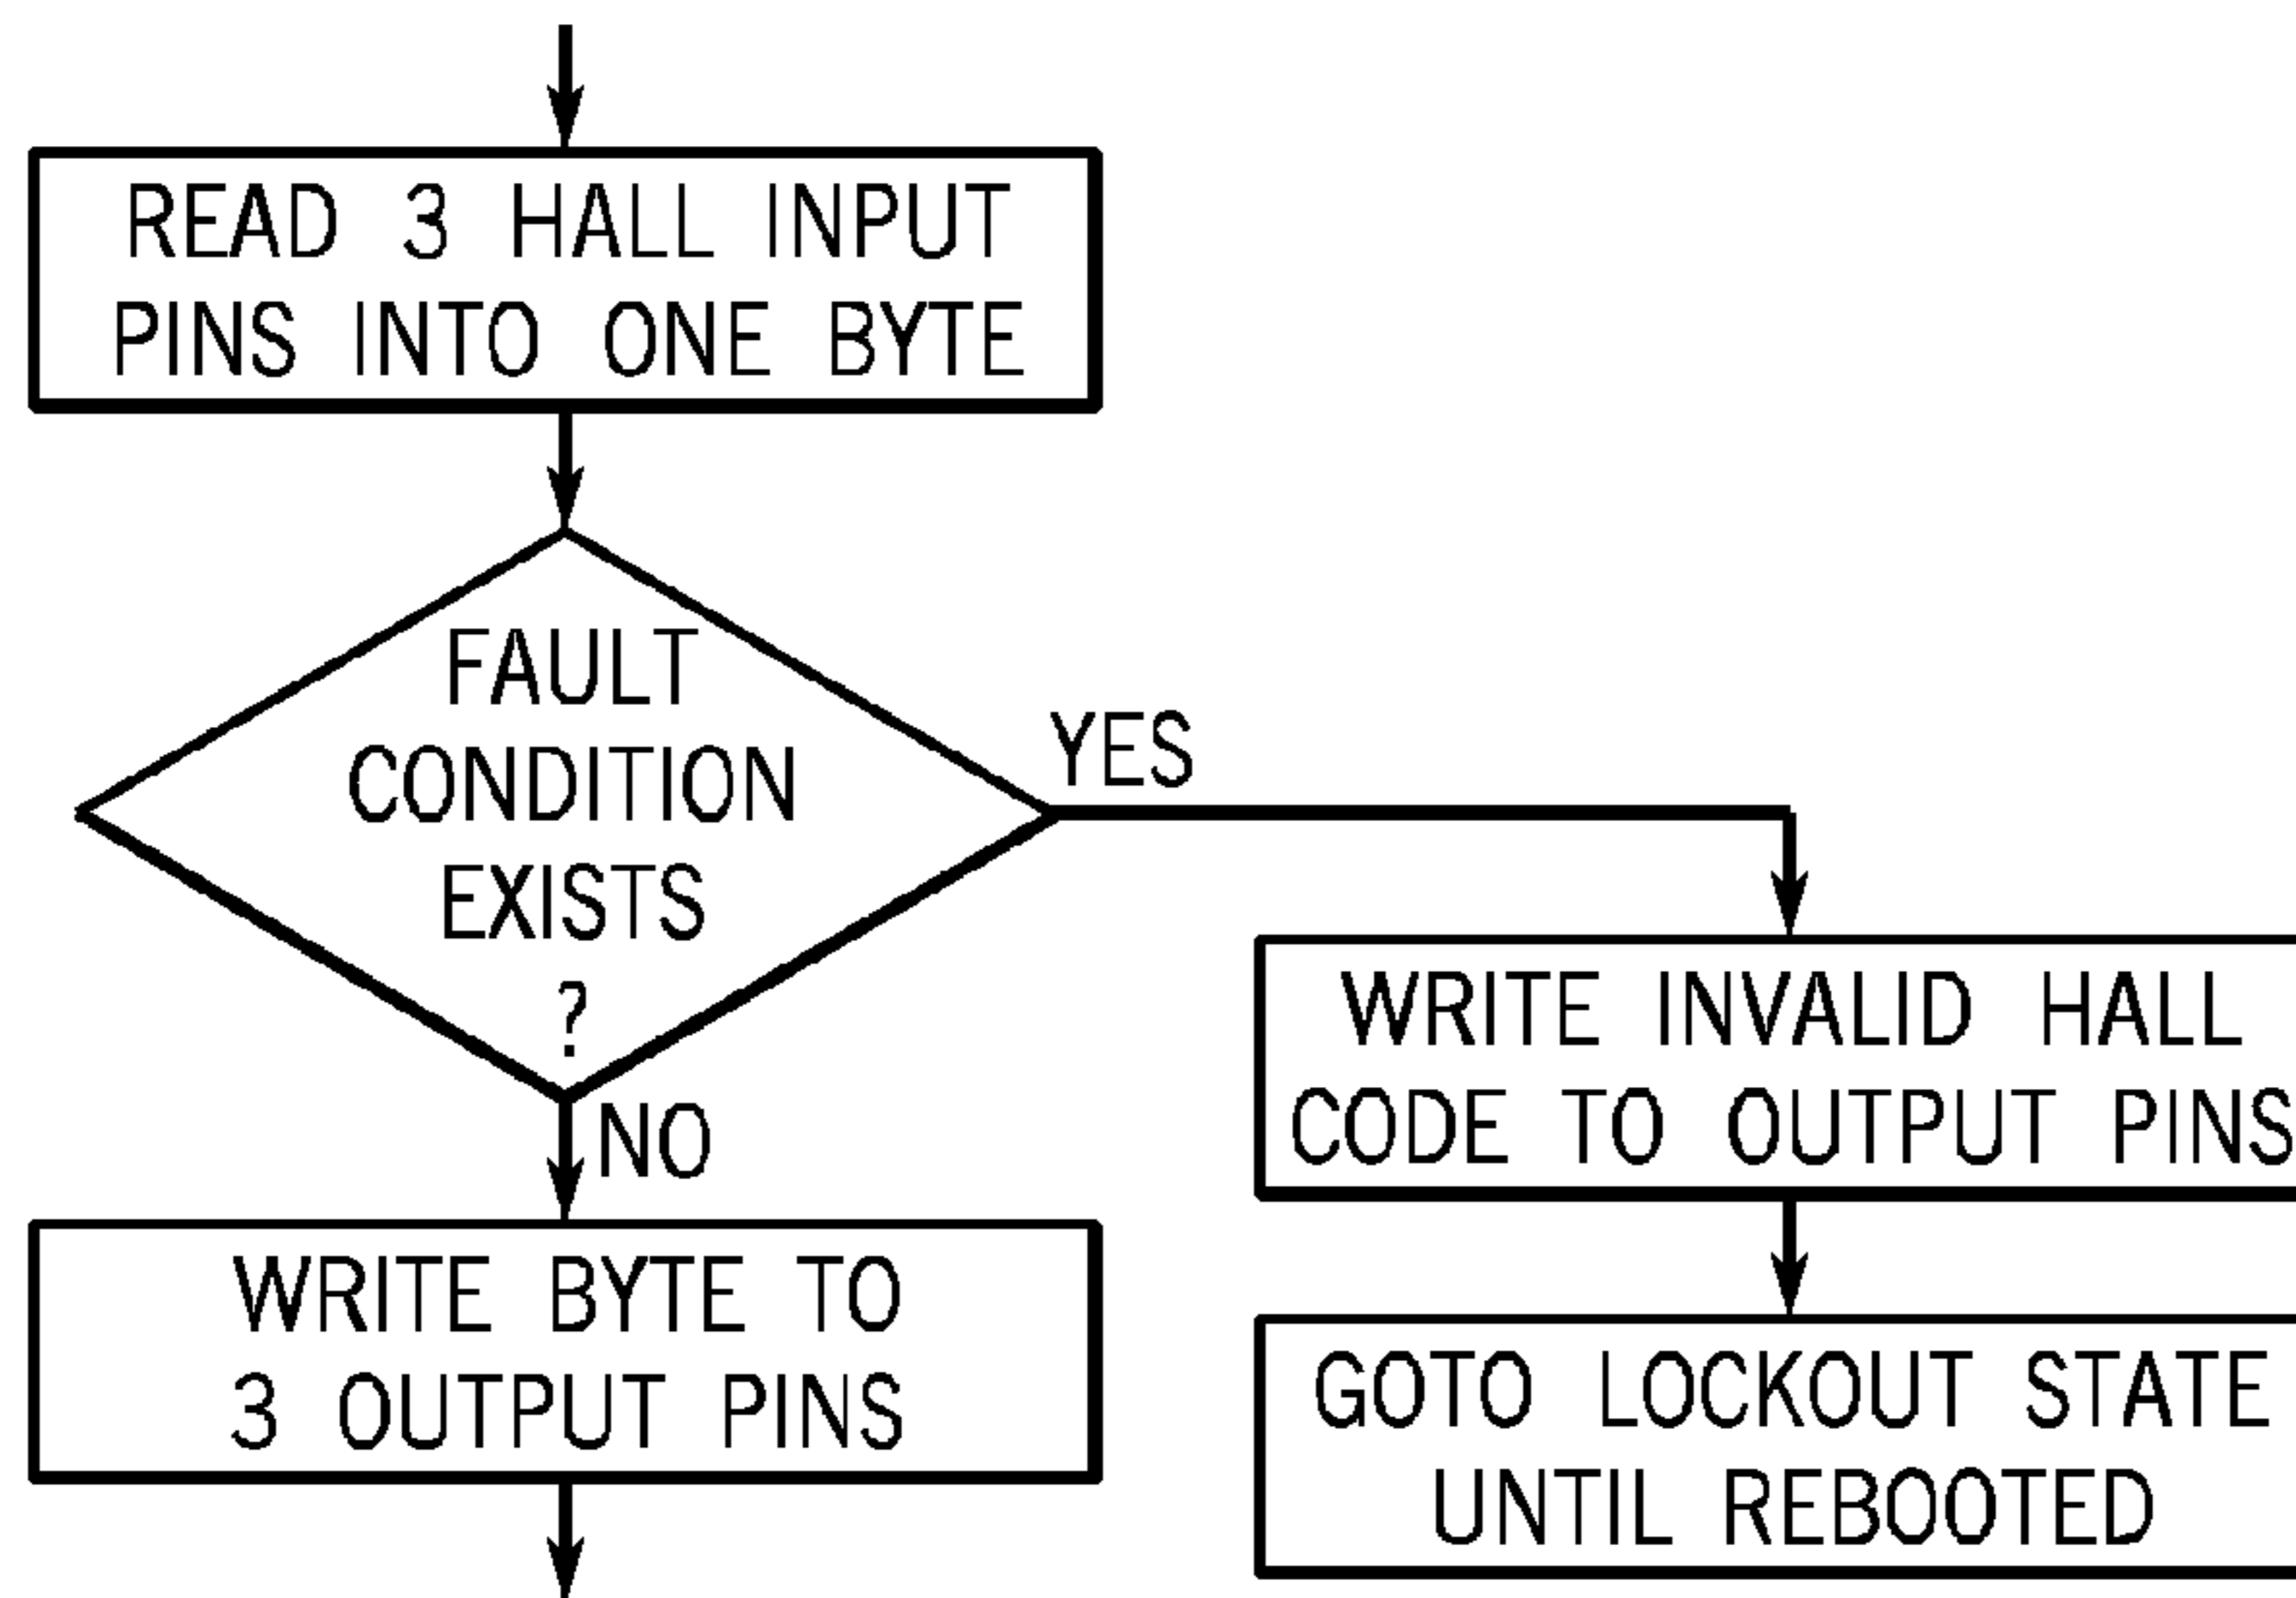 READ 3 HALL INPUT
PINS INTO ONE BYTE
FAULT
CONDITION
EXISTS
?
YES
NO
WRITE INVALID HALL
CODE TO OUTPUT PINS
WRITE BYTE TO
3 OUTPUT PINS
GOTO LOCKOUT STATE
UNTIL REBOOTED